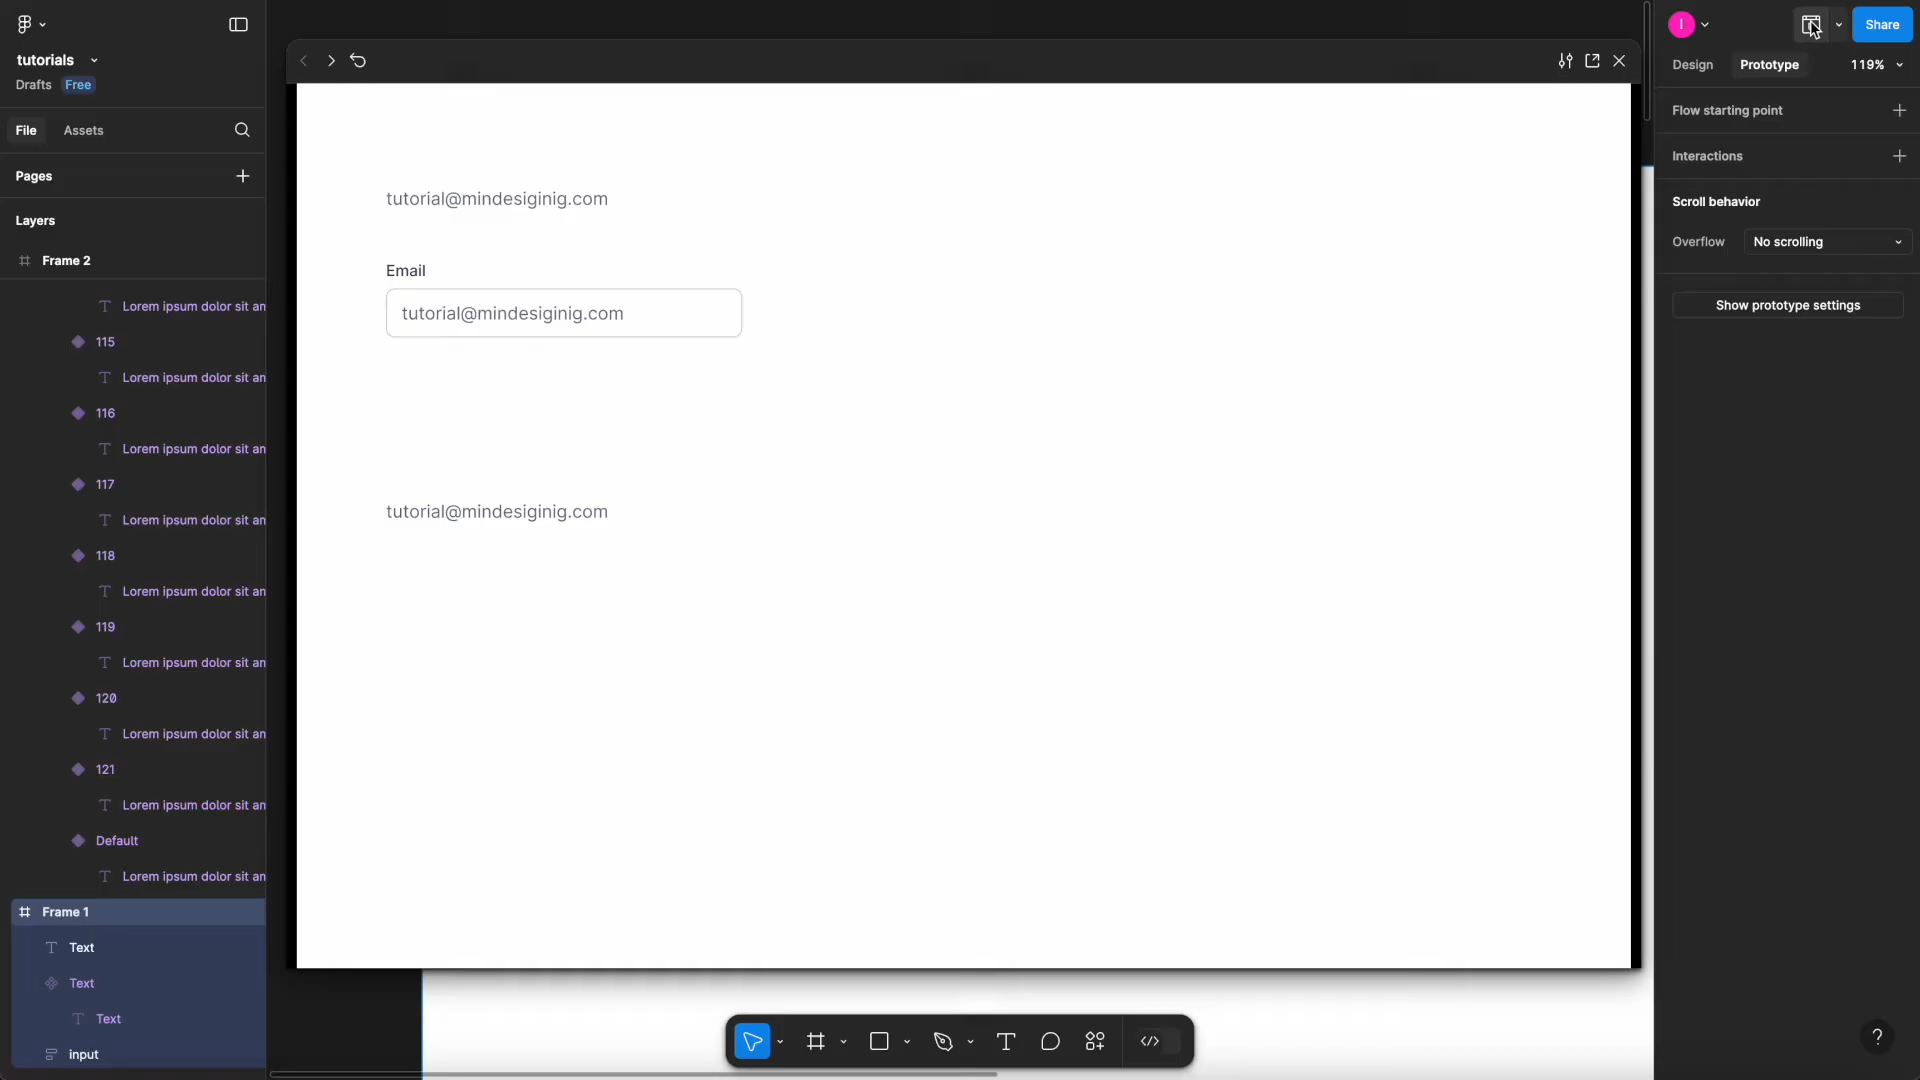 tutorials
Drafts Free
File Assets
Pages
Layers
Frame 2
Lorem ipsum dolor sit an
115
Lorem ipsum dolor sit an
116
Lorem ipsum dolor sit an
117
Lorem ipsum dolor sit an
118
Lorem ipsum dolor sit an
119
Lorem ipsum dolor sit an
120
Lorem ipsum dolor sit an
121
Lorem ipsum dolor sit an
Default
Lorem ipsum dolor sit an
Frame 1
Text
Text
Text
input
tutorial@mindesiginig.com
Email
tutorial@mindesiginig.com
tutorial@mindesiginig.com
I
Share
Design Prototype 119%
Flow starting point
Interactions
Scroll behavior
Overflow No scrolling
Show prototype settings
?